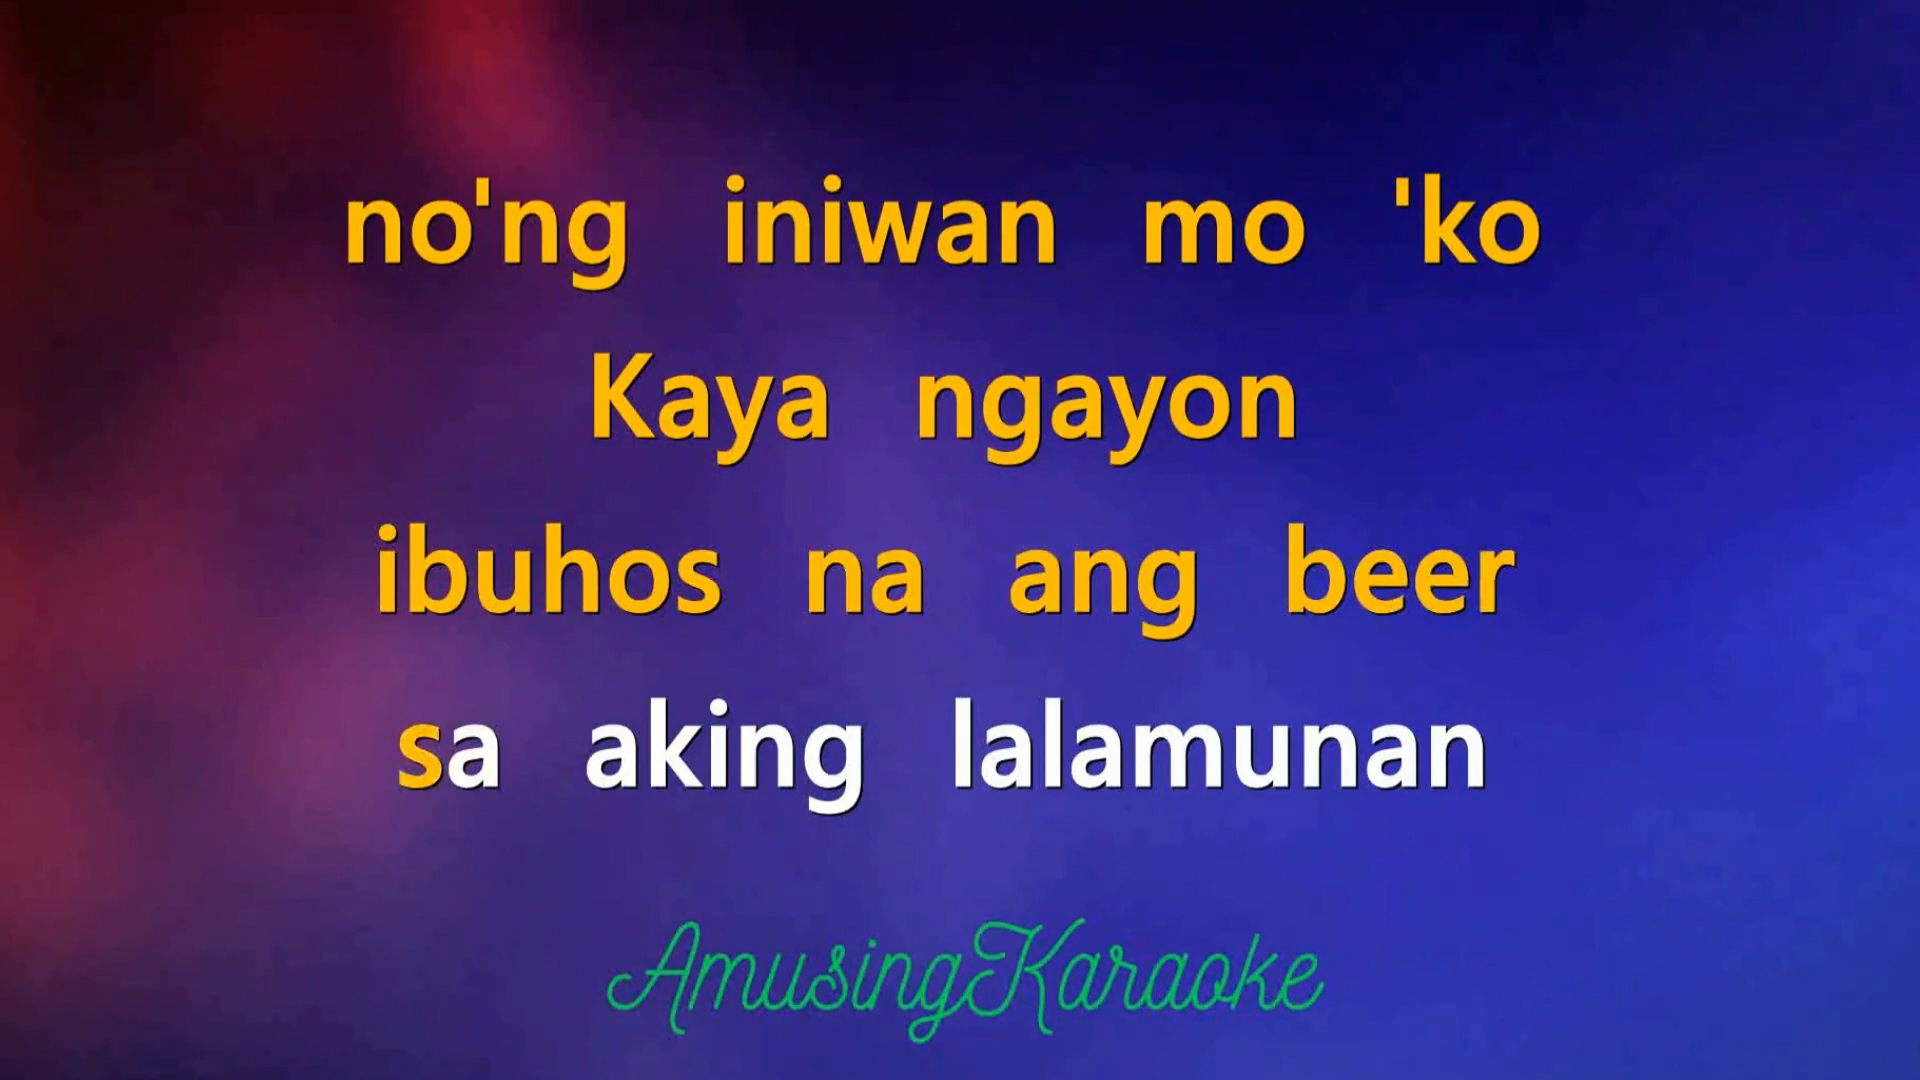 no'ng iniwan mo 'ko
Kaya ngayon
ibuhos na ang beer
sa aking lalamunan
AmusingKaraoke